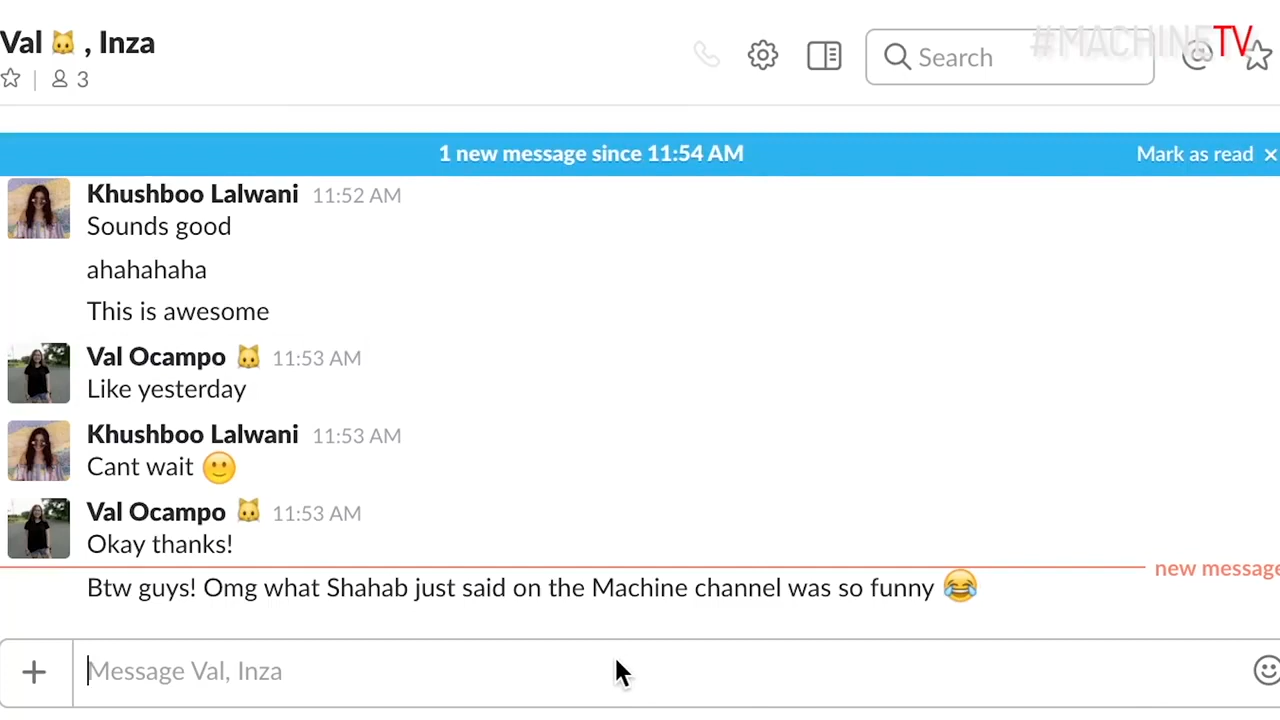 #MACHINETV
Val 🐱 , Inza
3
Search
1 new message since 11:54 AM
Mark as read
Khushboo Lalwani 11:52 AM
Sounds good
ahahahaha
This is awesome
Val Ocampo 🐱 11:53 AM
Like yesterday
Khushboo Lalwani 11:53 AM
Cant wait 🙂
Val Ocampo 🐱 11:53 AM
Okay thanks!
new message
Btw guys! Omg what Shahab just said on the Machine channel was so funny 😂
Message Val, Inza